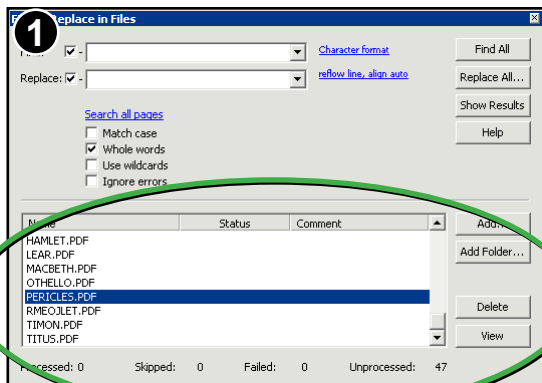 1
Replace in Files
- Character format Find All
Replace: - reflow line, align auto Replace All...
Show Results
Search all pages
Match case Help
Whole words
Use wildcards
Ignore errors
Name Status Comment Add...
HAMLET.PDF
LEAR.PDF Add Folder...
MACBETH.PDF
OTHELLO.PDF
PERICLES.PDF
RMEOJLET.PDF Delete
TIMON.PDF
TITUS.PDF View
Processed: 0 Skipped: 0 Failed: 0 Unprocessed: 47